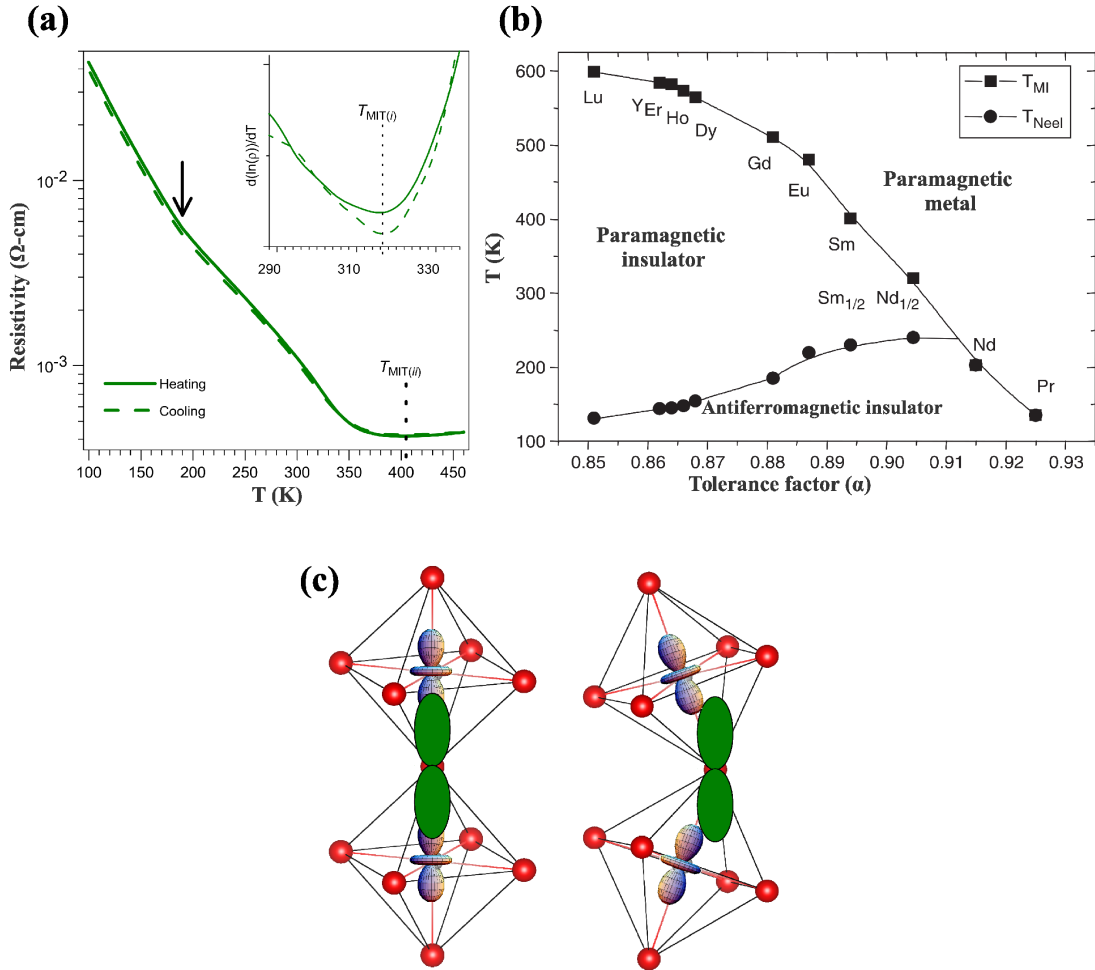 (a)
10⁻²
10⁻³
Resistivity (Ω-cm)
100 150 200 250 300 350 400 450
T (K)
Heating
Cooling
T_MIT(ii)
T_MIT(i)
d(ln(ρ))/dT
290 310 330
(b)
600
500
400
300
200
100
T (K)
0.85 0.86 0.87 0.88 0.89 0.90 0.91 0.92 0.93
Tolerance factor (α)
T_MI
T_Neel
Lu
Y
Er
Ho
Dy
Gd
Eu
Sm
Sm_1/2
Nd_1/2
Nd
Pr
Paramagnetic
metal
Paramagnetic
insulator
Antiferromagnetic insulator
(c)